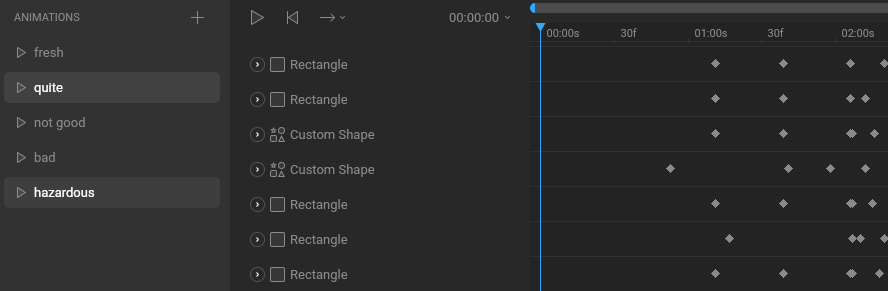 ANIMATIONS
fresh
quite
not good
bad
hazardous
00:00:00
00:00s 30f 01:00s 30f 02:00s
Rectangle
Rectangle
Custom Shape
Custom Shape
Rectangle
Rectangle
Rectangle